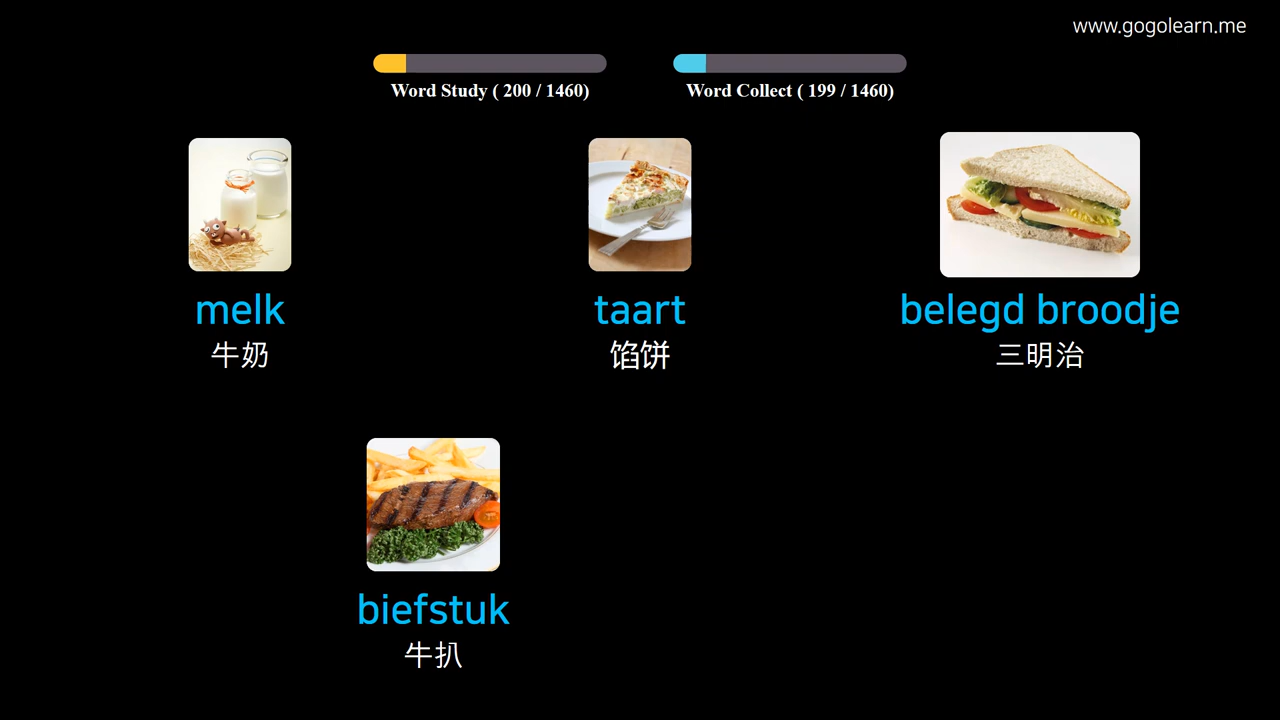 www.gogolearn.me
Word Study ( 200 / 1460)
Word Collect ( 199 / 1460)
melk
牛奶
taart
馅饼
belegd broodje
三明治
biefstuk
牛扒